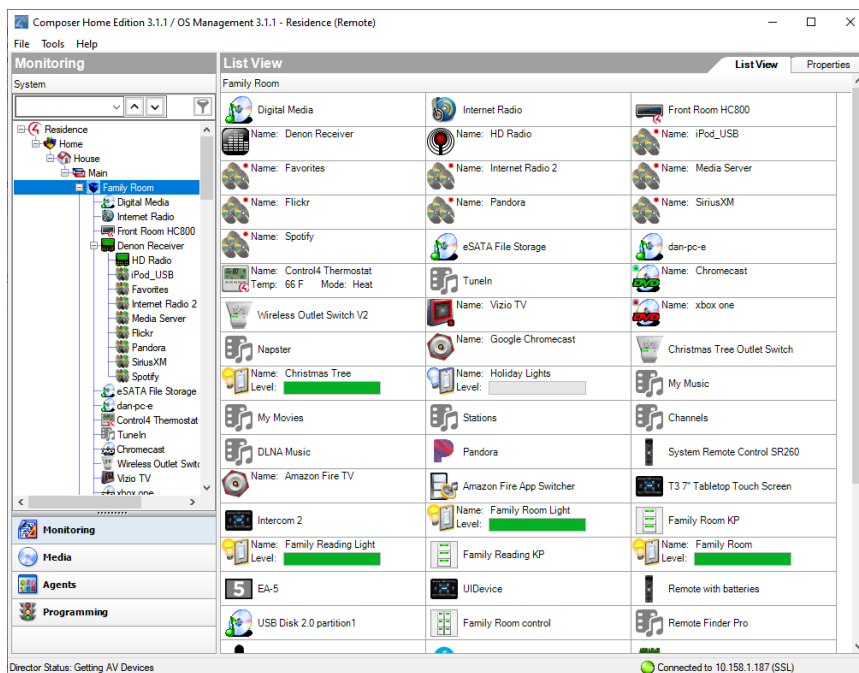 Composer Home Edition 3.1.1 / OS Management 3.1.1 - Residence (Remote)
File Tools Help
Monitoring
List View
List View
Properties
System
Family Room
Residence
Home
House
Main
Family Room
Digital Media
Internet Radio
Front Room HC800
Denon Receiver
HD Radio
iPod_USB
Favorites
Internet Radio 2
Media Server
Flickr
Pandora
SiriusXM
Spotify
eSATA File Storage
dan-pc-e
Control4 Thermostat
TuneIn
Chromecast
Wireless Outlet Switc
Vizio TV
xbox one
Monitoring
Media
Agents
Programming
Digital Media
Internet Radio
Front Room HC800
Name: Denon Receiver
Name: HD Radio
Name: iPod_USB
Name: Favorites
Name: Internet Radio 2
Name: Media Server
Name: Flickr
Name: Pandora
Name: SiriusXM
Name: Spotify
eSATA File Storage
dan-pc-e
Name: Control4 Thermostat
Temp: 66 F Mode: Heat
TuneIn
Name: Chromecast
Wireless Outlet Switch V2
Name: Vizio TV
Name: xbox one
Napster
Name: Google Chromecast
Christmas Tree Outlet Switch
Name: Christmas Tree
Level:
Name: Holiday Lights
Level:
My Music
My Movies
Stations
Channels
DLNA Music
Pandora
System Remote Control SR260
Name: Amazon Fire TV
Amazon Fire App Switcher
T3 7" Tabletop Touch Screen
Intercom 2
Name: Family Room Light
Level:
Family Room KP
Name: Family Reading Light
Level:
Family Reading KP
Name: Family Room
Level:
5 EA-5
UIDevice
Remote with batteries
USB Disk 2.0 partition1
Family Room control
Remote Finder Pro
Director Status: Getting AV Devices
Connected to 10.158.1.187 (SSL)